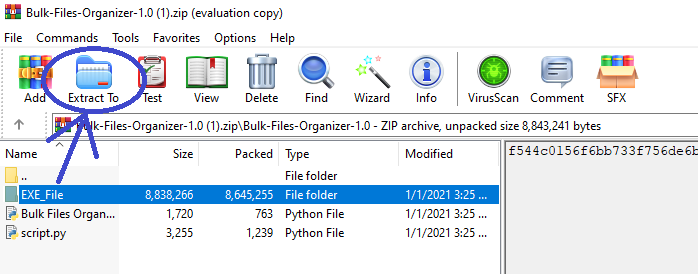 Bulk-Files-Organizer-1.0 (1).zip (evaluation copy)
File Commands Tools Favorites Options Help
Add Extract To Test View Delete Find Wizard Info VirusScan Comment SFX
Bulk-Files-Organizer-1.0 (1).zip\Bulk-Files-Organizer-1.0 - ZIP archive, unpacked size 8,843,241 bytes
Name Size Packed Type Modified
f544c0156f6bb733f756de6b
.. File folder
EXE_File 8,838,266 8,645,255 File folder 1/1/2021 3:25 ...
Bulk Files Organ... 1,720 763 Python File 1/1/2021 3:25 ...
script.py 3,255 1,239 Python File 1/1/2021 3:25 ...